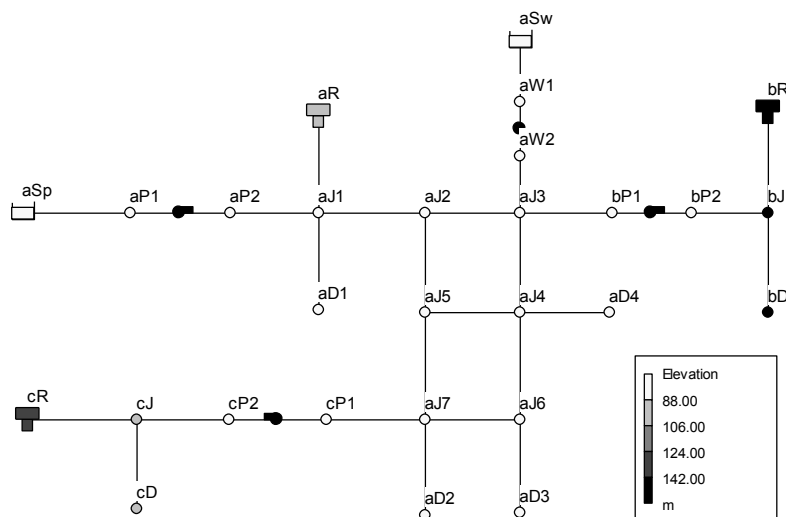 aSw
aR
aW1
bR
aW2
aSp
aP1
aP2
aJ1
aJ2
aJ3
bP1
bP2
bJ
aD1
aJ5
aJ4
aD4
bD
cR
cJ
cP2
cP1
aJ7
aJ6
cD
aD2
aD3
Elevation
88.00
106.00
124.00
142.00
m